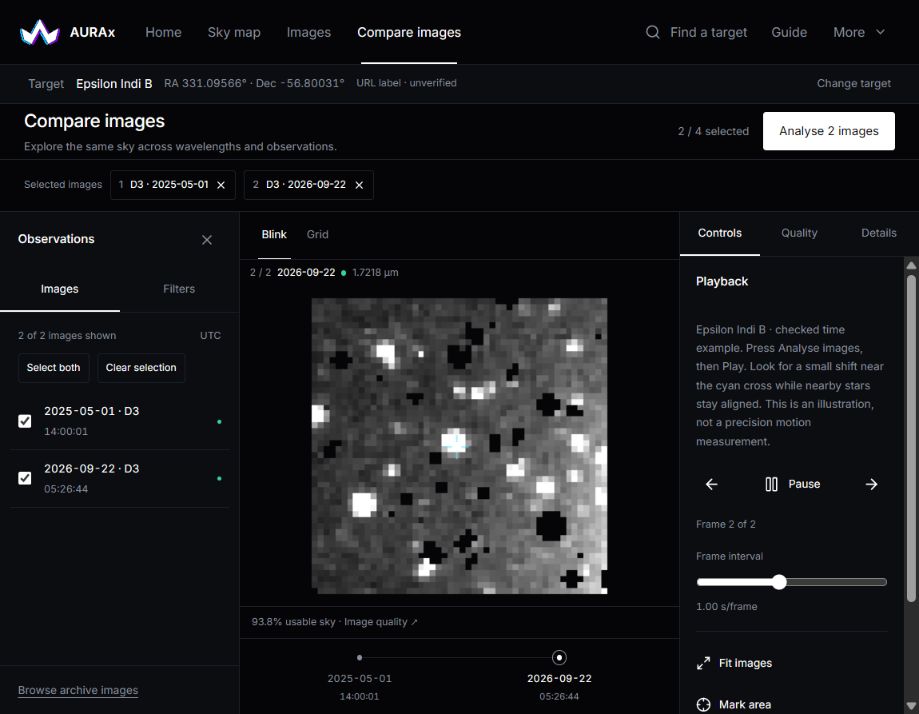 AURAx
Home
Sky map
Images
Compare images
Find a target
Guide
More
Target Epsilon Indi B RA 331.09566° · Dec -56.80031° URL label · unverified
Change target
Compare images
Explore the same sky across wavelengths and observations.
2 / 4 selected
Analyse 2 images
Selected images
1 D3 · 2025-05-01
2 D3 · 2026-09-22
Observations
Images
Filters
2 of 2 images shown
UTC
Select both
Clear selection
2025-05-01 · D3
14:00:01
2026-09-22 · D3
05:26:44
Browse archive images
Blink
Grid
2 / 2 2026-09-22 1.7218 µm
93.8% usable sky · Image quality ↗
2025-05-01
14:00:01
2026-09-22
05:26:44
Controls
Quality
Details
Playback
Epsilon Indi B · checked time
example. Press Analyse images,
then Play. Look for a small shift near
the cyan cross while nearby stars
stay aligned. This is an illustration,
not a precision motion
measurement.
Pause
Frame 2 of 2
Frame interval
1.00 s/frame
Fit images
Mark area